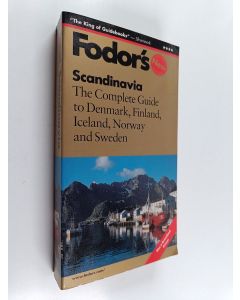 "The King of Guidebooks"
Fodor's
Scandinavia
The Complete Guide
to Denmark, Finland,
Iceland, Norway
and Sweden
www.fodors.com/